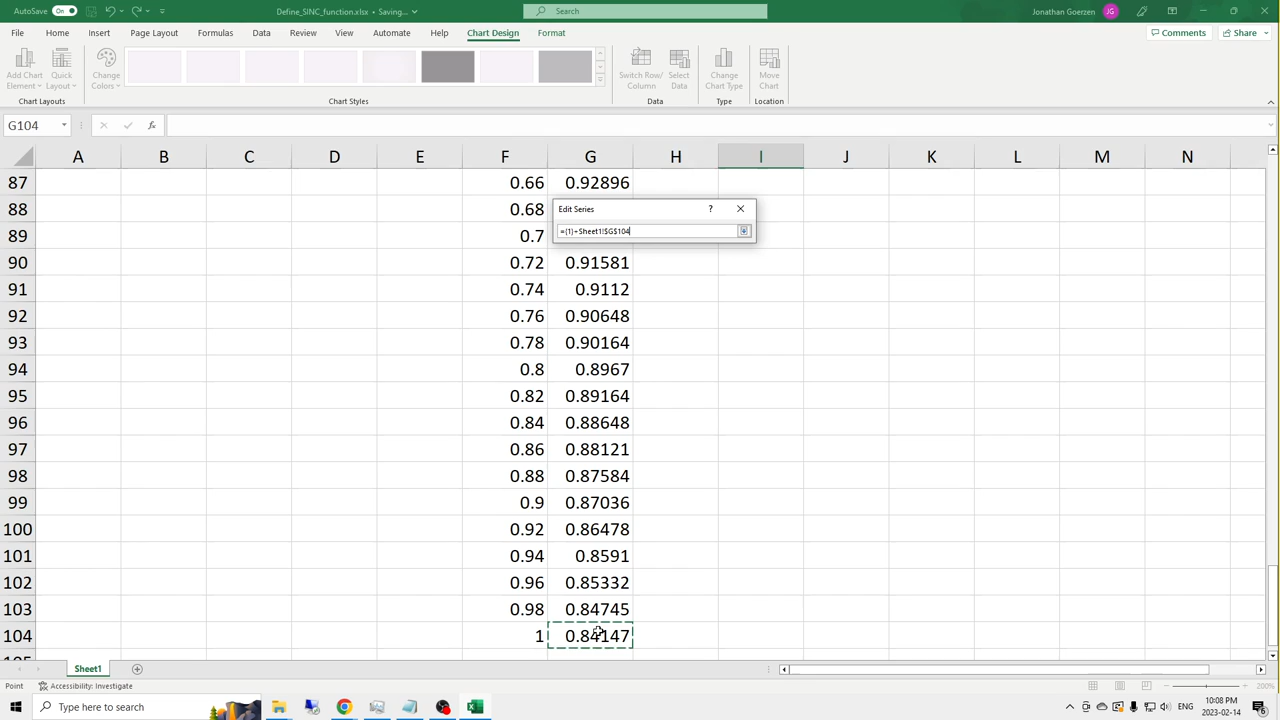 AutoSave On Define_SINC_function.xlsx • Saving... Search Jonathan Goerzen JG
File Home Insert Page Layout Formulas Data Review View Automate Help Chart Design Format Comments Share
Add Chart Element Quick Layout Change Colors Switch Row/ Column Select Data Change Chart Type Move Chart
Chart Layouts Chart Styles Data Type Location
G104 fx
A B C D E F G H I J K L M N
87 0.66 0.92896
88 0.68
89 0.7
90 0.72 0.91581
91 0.74 0.9112
92 0.76 0.90648
93 0.78 0.90164
94 0.8 0.8967
95 0.82 0.89164
96 0.84 0.88648
97 0.86 0.88121
98 0.88 0.87584
99 0.9 0.87036
100 0.92 0.86478
101 0.94 0.8591
102 0.96 0.85332
103 0.98 0.84745
104 1 0.84147
Edit Series ?
={1}+Sheet1!$G$104
Sheet1
Point Accessibility: Investigate 200%
Type here to search ENG 10:08 PM
2023-02-14